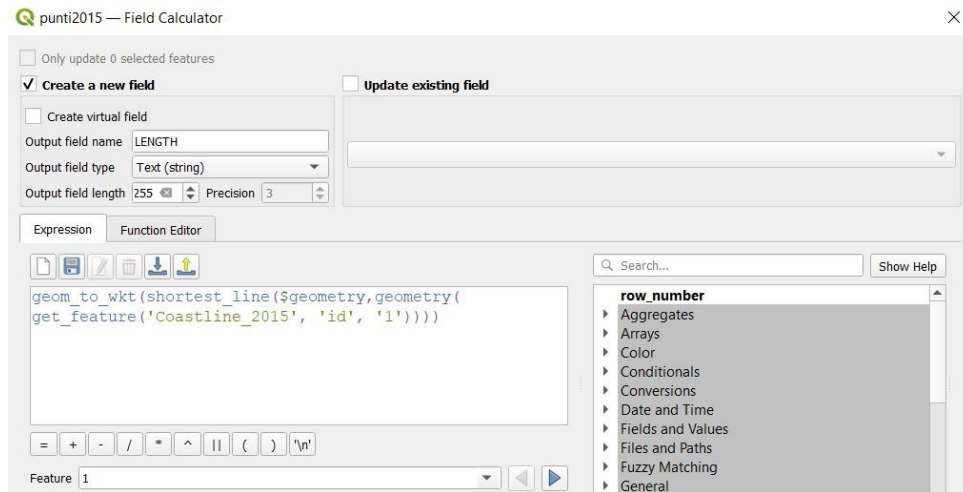 punti2015 — Field Calculator
Only update 0 selected features
Create a new field
Update existing field
Create virtual field
Output field name LENGTH
Output field type Text (string)
Output field length 255 Precision 3
Expression Function Editor
Search... Show Help
geom_to_wkt(shortest_line($geometry,geometry(
get_feature('Coastline_2015', 'id', '1'))))
row_number
Aggregates
Arrays
Color
Conditionals
Conversions
Date and Time
Fields and Values
Files and Paths
Fuzzy Matching
General
= + - / * ^ || ( ) '\n'
Feature 1